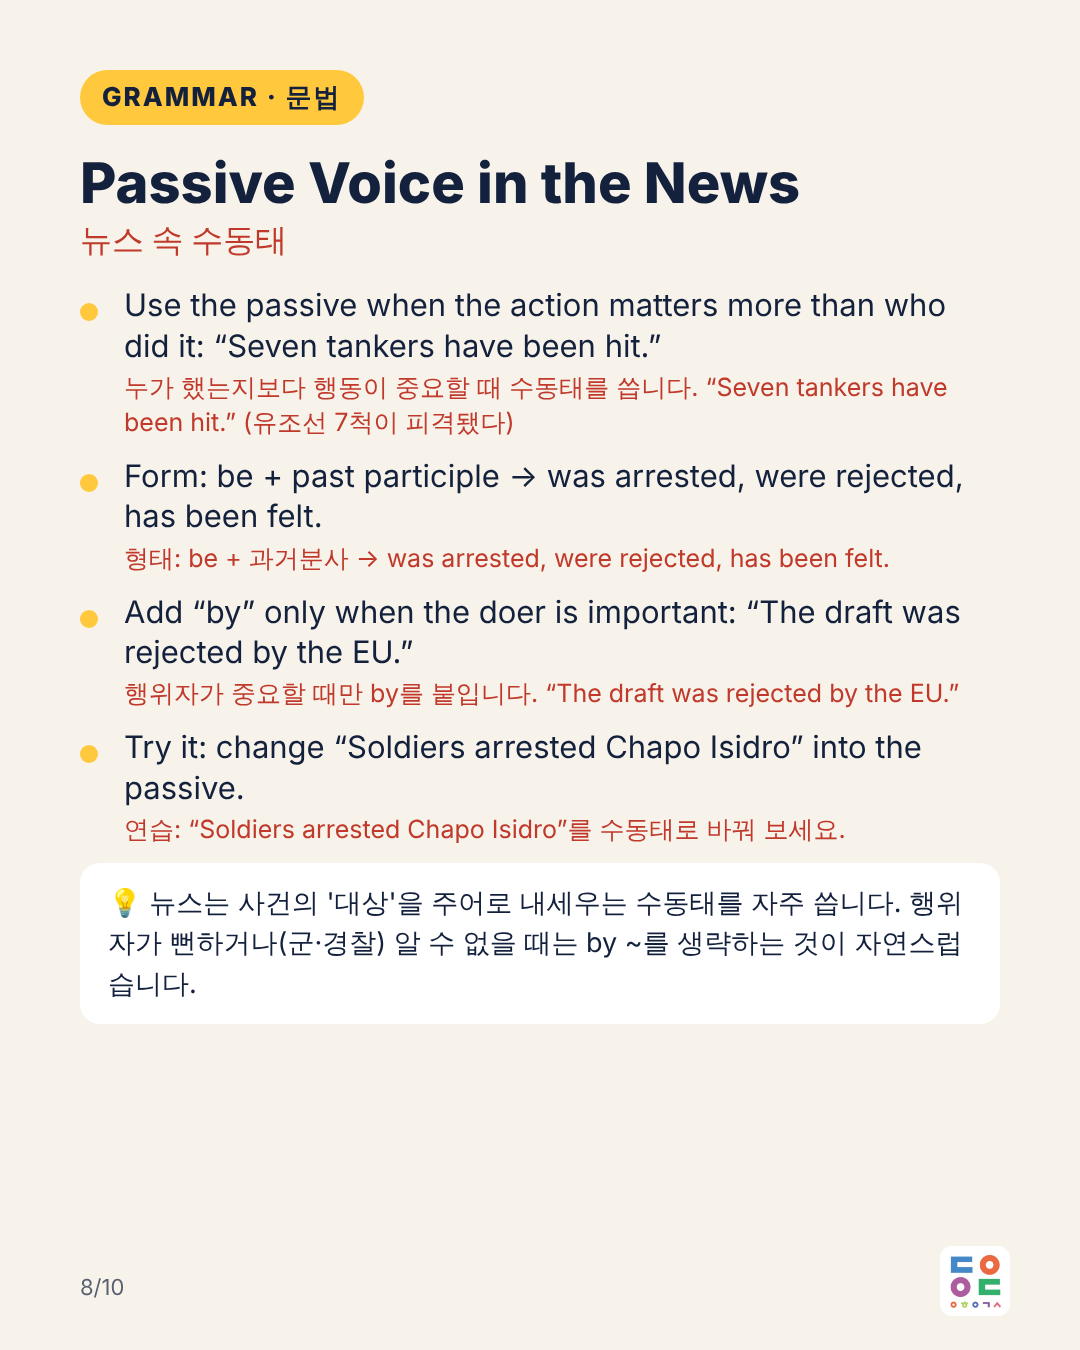 GRAMMAR · 문법
Passive Voice in the News
뉴스 속 수동태
Use the passive when the action matters more than who
did it: “Seven tankers have been hit.”
누가 했는지보다 행동이 중요할 때 수동태를 씁니다. “Seven tankers have
been hit.” (유조선 7척이 피격됐다)
Form: be + past participle → was arrested, were rejected,
has been felt.
형태: be + 과거분사 → was arrested, were rejected, has been felt.
Add “by” only when the doer is important: “The draft was
rejected by the EU.”
행위자가 중요할 때만 by를 붙입니다. “The draft was rejected by the EU.”
Try it: change “Soldiers arrested Chapo Isidro” into the
passive.
연습: “Soldiers arrested Chapo Isidro”를 수동태로 바꿔 보세요.
💡 뉴스는 사건의 '대상'을 주어로 내세우는 수동태를 자주 씁니다. 행위
자가 뻔하거나(군·경찰) 알 수 없을 때는 by ~를 생략하는 것이 자연스럽
습니다.
8/10